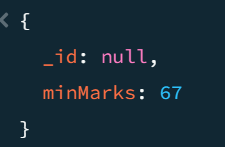 {
_id: null,
minMarks: 67
}